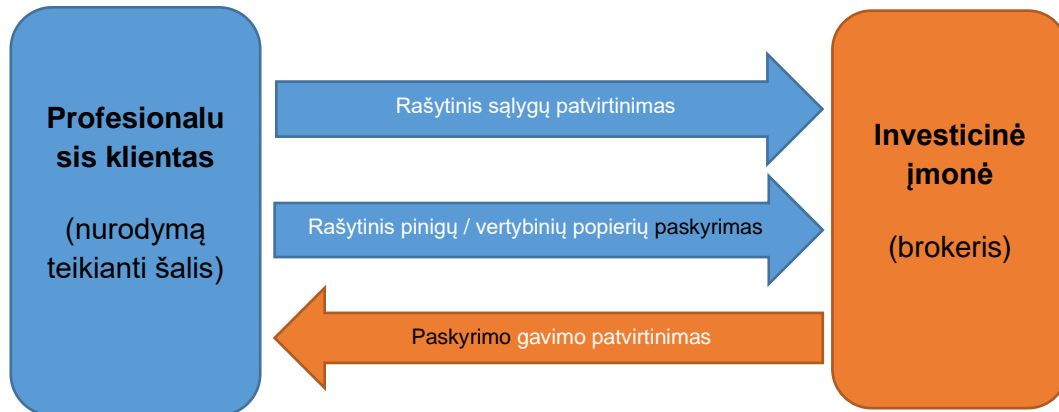 Profesionalu
sis klientas
(nurodymą
teikianti šalis)
Rašytinis sąlygų patvirtinimas
Rašytinis pinigų / vertybinių popierių paskyrimas
Paskyrimo gavimo patvirtinimas
Investicinė
įmonė
(brokeris)